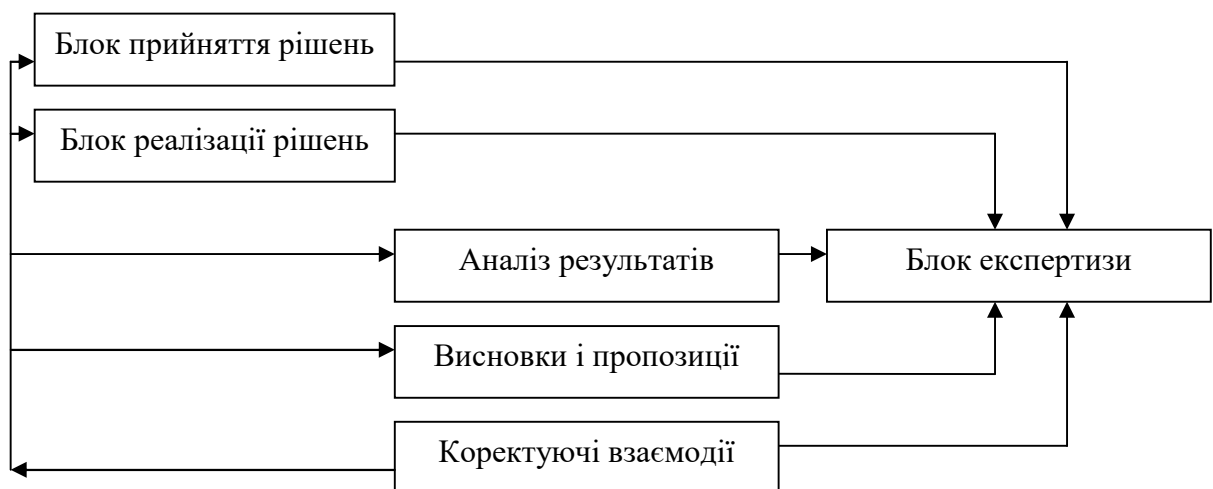 Блок прийняття рішень
Блок реалізації рішень
Аналіз результатів
Блок експертизи
Висновки і пропозиції
Коректуючі взаємодії